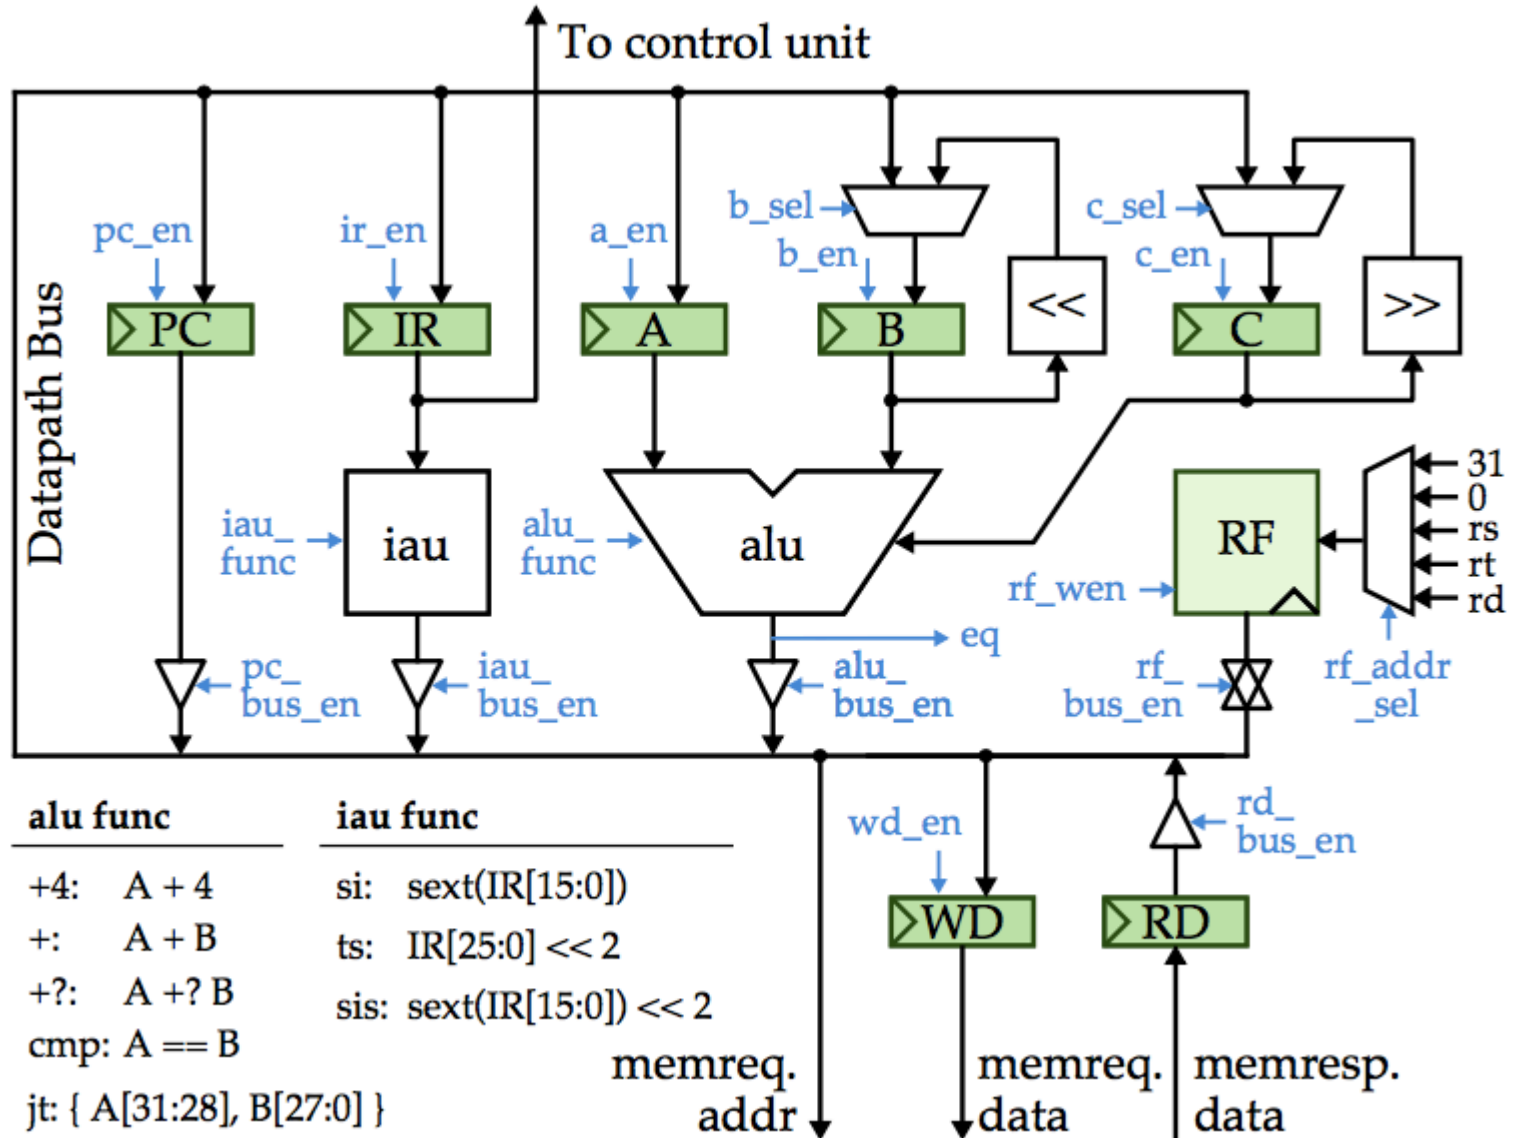 To control unit
Datapath Bus
pc_en
ir_en
a_en
b_sel
b_en
c_sel
c_en
PC
IR
A
B
<<
C
>>
iau_
func
iau
alu_
func
alu
RF
rf_wen
31
0
rs
rt
rd
eq
pc_
bus_en
iau_
bus_en
alu_
bus_en
rf_
bus_en
rf_addr
_sel
alu func
+4: A + 4
+: A + B
+?: A +? B
cmp: A == B
jt: { A[31:28], B[27:0] }
iau func
si: sext(IR[15:0])
ts: IR[25:0] << 2
sis: sext(IR[15:0]) << 2
wd_en
rd_
bus_en
WD
RD
memreq.
addr
memreq.
data
memresp.
data